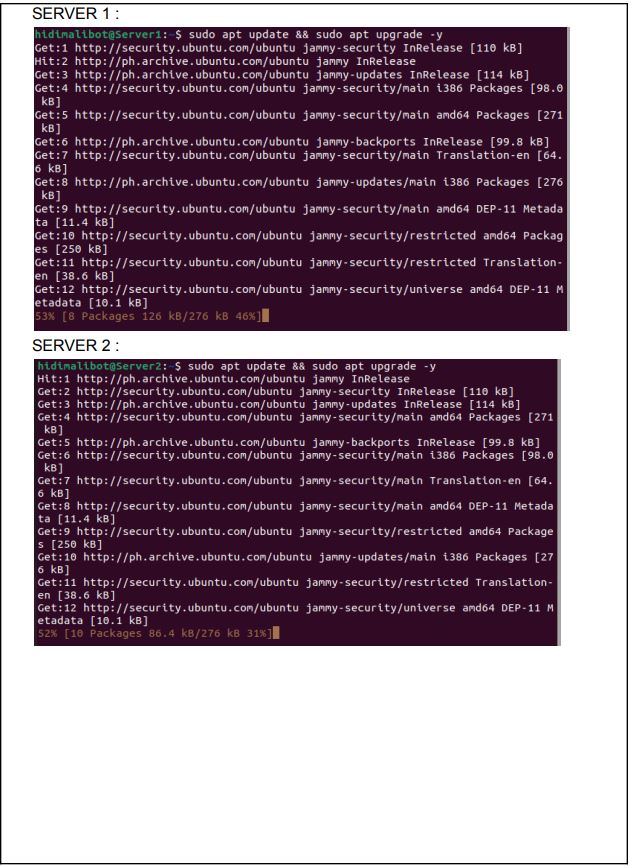 SERVER 1 :
hidimalibot@Server1:~$ sudo apt update && sudo apt upgrade -y
Get:1 http://security.ubuntu.com/ubuntu jammy-security InRelease [110 kB]
Hit:2 http://ph.archive.ubuntu.com/ubuntu jammy InRelease
Get:3 http://ph.archive.ubuntu.com/ubuntu jammy-updates InRelease [114 kB]
Get:4 http://security.ubuntu.com/ubuntu jammy-security/main i386 Packages [98.0
 kB]
Get:5 http://security.ubuntu.com/ubuntu jammy-security/main amd64 Packages [271
 kB]
Get:6 http://ph.archive.ubuntu.com/ubuntu jammy-backports InRelease [99.8 kB]
Get:7 http://security.ubuntu.com/ubuntu jammy-security/main Translation-en [64.
6 kB]
Get:8 http://ph.archive.ubuntu.com/ubuntu jammy-updates/main i386 Packages [276
 kB]
Get:9 http://security.ubuntu.com/ubuntu jammy-security/main amd64 DEP-11 Metada
ta [11.4 kB]
Get:10 http://security.ubuntu.com/ubuntu jammy-security/restricted amd64 Packag
es [250 kB]
Get:11 http://security.ubuntu.com/ubuntu jammy-security/restricted Translation-
en [38.6 kB]
Get:12 http://security.ubuntu.com/ubuntu jammy-security/universe amd64 DEP-11 M
etadata [10.1 kB]
53% [8 Packages 126 kB/276 kB 46%]
SERVER 2 :
hidimalibot@Server2:~$ sudo apt update && sudo apt upgrade -y
Hit:1 http://ph.archive.ubuntu.com/ubuntu jammy InRelease
Get:2 http://security.ubuntu.com/ubuntu jammy-security InRelease [110 kB]
Get:3 http://ph.archive.ubuntu.com/ubuntu jammy-updates InRelease [114 kB]
Get:4 http://security.ubuntu.com/ubuntu jammy-security/main amd64 Packages [271
 kB]
Get:5 http://ph.archive.ubuntu.com/ubuntu jammy-backports InRelease [99.8 kB]
Get:6 http://security.ubuntu.com/ubuntu jammy-security/main i386 Packages [98.0
 kB]
Get:7 http://security.ubuntu.com/ubuntu jammy-security/main Translation-en [64.
6 kB]
Get:8 http://security.ubuntu.com/ubuntu jammy-security/main amd64 DEP-11 Metada
ta [11.4 kB]
Get:9 http://security.ubuntu.com/ubuntu jammy-security/restricted amd64 Package
s [250 kB]
Get:10 http://ph.archive.ubuntu.com/ubuntu jammy-updates/main i386 Packages [27
6 kB]
Get:11 http://security.ubuntu.com/ubuntu jammy-security/restricted Translation-
en [38.6 kB]
Get:12 http://security.ubuntu.com/ubuntu jammy-security/universe amd64 DEP-11 M
etadata [10.1 kB]
52% [10 Packages 86.4 kB/276 kB 31%]